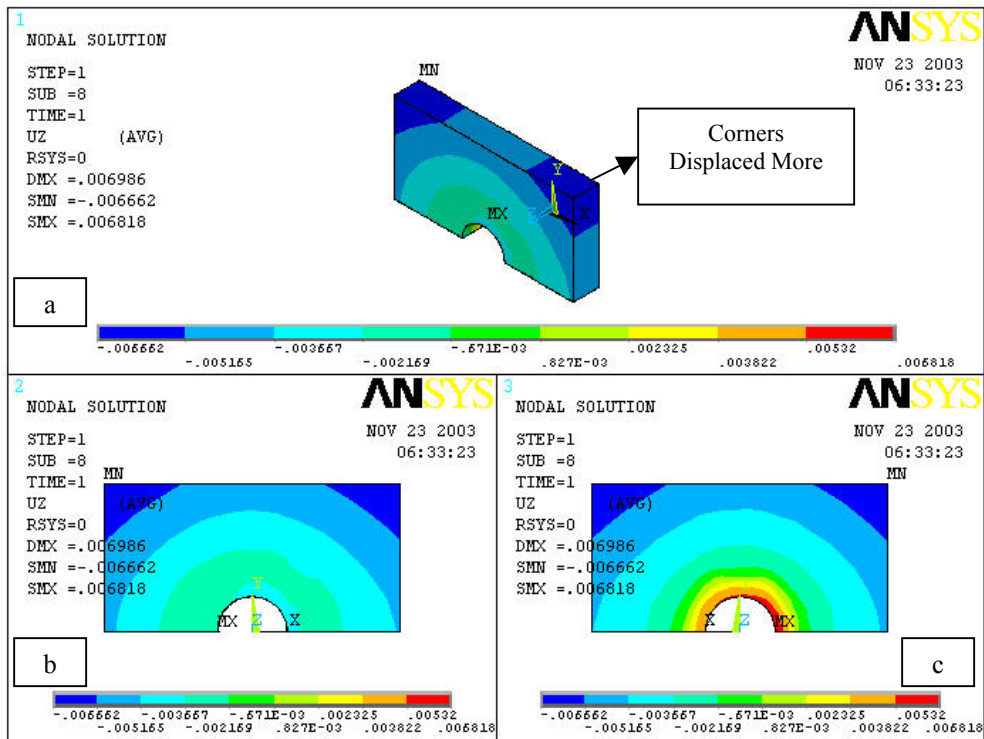 1
ANSYS
NODAL SOLUTION
NOV 23 2003
06:33:23
STEP=1
SUB =8
TIME=1
UZ (AVG)
RSYS=0
DMX =.006986
SMN =-.006662
SMX =.006818
MN
Corners
Displaced More
Y
MX
Z
X
a
-.006662 -.003667 -.671E-03 .002325 .00532
-.005165 -.002169 .827E-03 .003822 .006818
2
ANSYS
NODAL SOLUTION
NOV 23 2003
06:33:23
STEP=1
SUB =8
TIME=1
MN
UZ (AVG)
RSYS=0
DMX =.006986
SMN =-.006662
SMX =.006818
Y
MX Z X
b
-.006662 -.003667 -.671E-03 .002325 .00532
-.005165 -.002169 .827E-03 .003822 .006818
3
ANSYS
NODAL SOLUTION
NOV 23 2003
06:33:23
STEP=1
SUB =8
TIME=1
MN
UZ (AVG)
RSYS=0
DMX =.006986
SMN =-.006662
SMX =.006818
X Z MX
c
-.006662 -.003667 -.671E-03 .002325 .00532
-.005165 -.002169 .827E-03 .003822 .006818